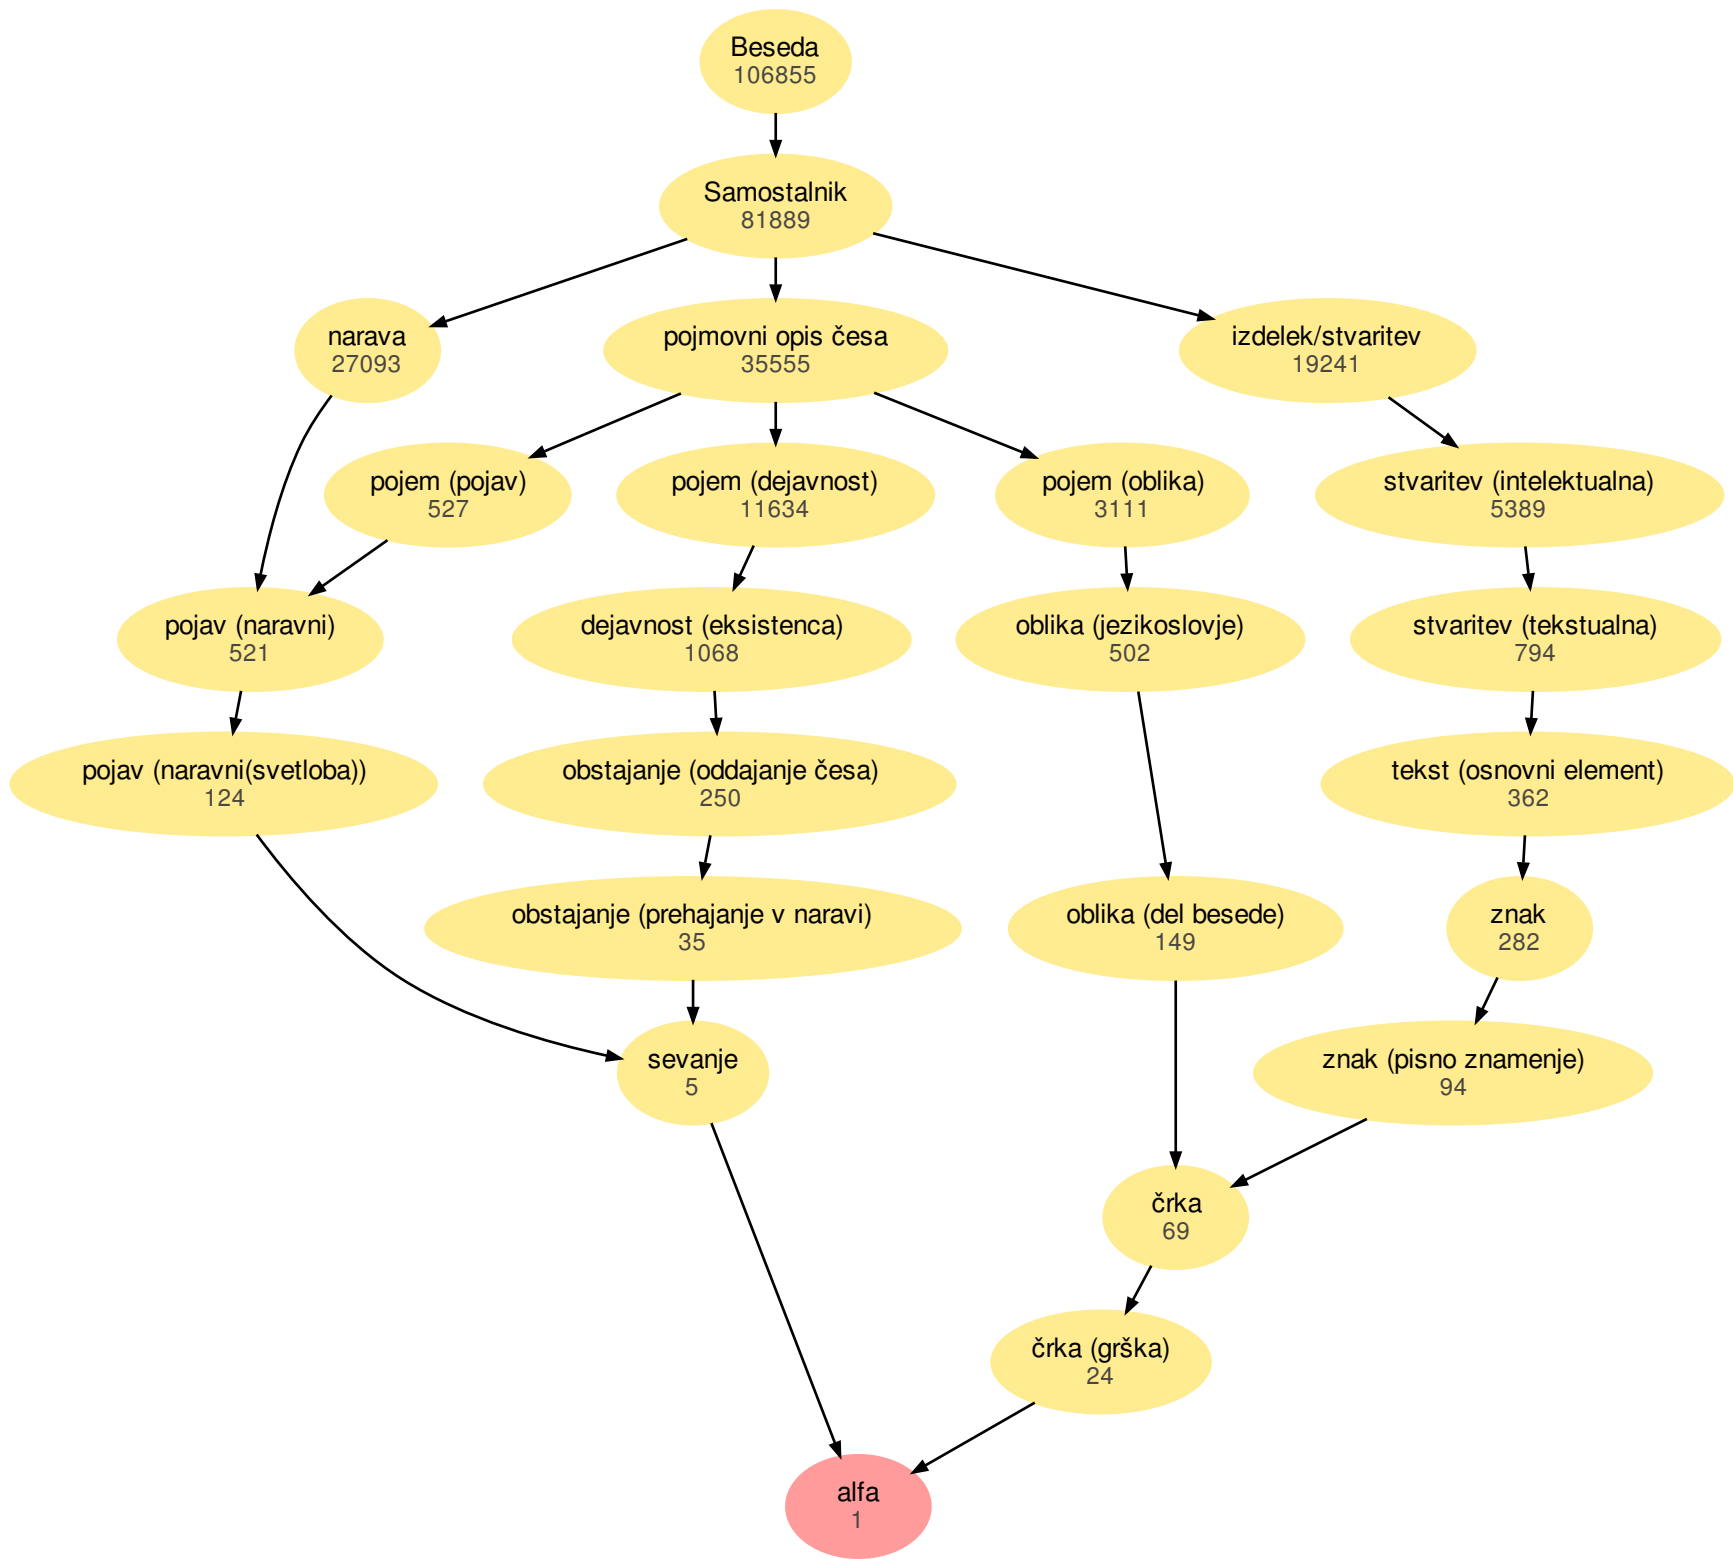 Beseda
106855
Samostalnik
81889
narava
27093
pojmovni opis česa
35555
izdelek/stvaritev
19241
pojem (pojav)
527
pojem (dejavnost)
11634
pojem (oblika)
3111
stvaritev (intelektualna)
5389
pojav (naravni)
521
dejavnost (eksistenca)
1068
oblika (jezikoslovje)
502
stvaritev (tekstualna)
794
pojav (naravni(svetloba))
124
obstajanje (oddajanje česa)
250
tekst (osnovni element)
362
obstajanje (prehajanje v naravi)
35
oblika (del besede)
149
znak
282
sevanje
5
znak (pisno znamenje)
94
črka
69
črka (grška)
24
alfa
1